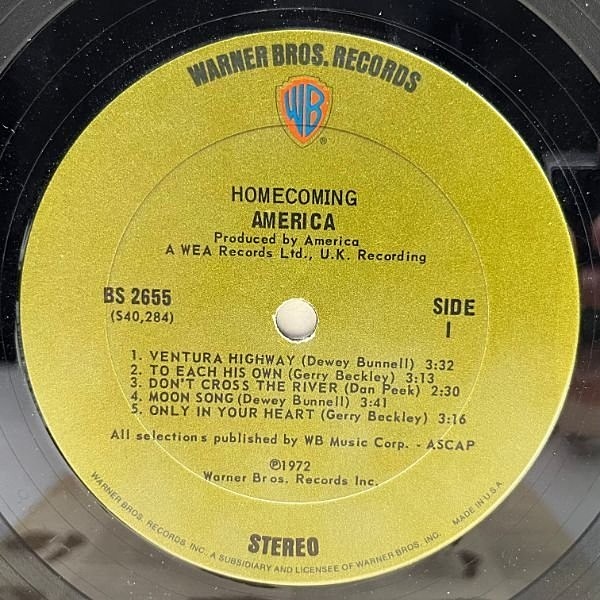 WARNER BROS. RECORDS
WB
®
HOMECOMING
AMERICA
Produced by America
A WEA Records Ltd., U.K. Recording
BS 2655
(S40,284)
SIDE
1
1. VENTURA HIGHWAY (Dewey Bunnell) 3:32
2. TO EACH HIS OWN (Gerry Beckley) 3:13
3. DON'T CROSS THE RIVER (Dan Peek) 2:30
4. MOON SONG (Dewey Bunnell) 3:41
5. ONLY IN YOUR HEART (Gerry Beckley) 3:16
All selections published by WB Music Corp. - ASCAP
℗1972
Warner Bros. Records Inc.
STEREO
WARNER BROS. RECORDS, INC. A SUBSIDIARY AND LICENSEE OF WARNER BROS. INC. MADE IN U.S.A.